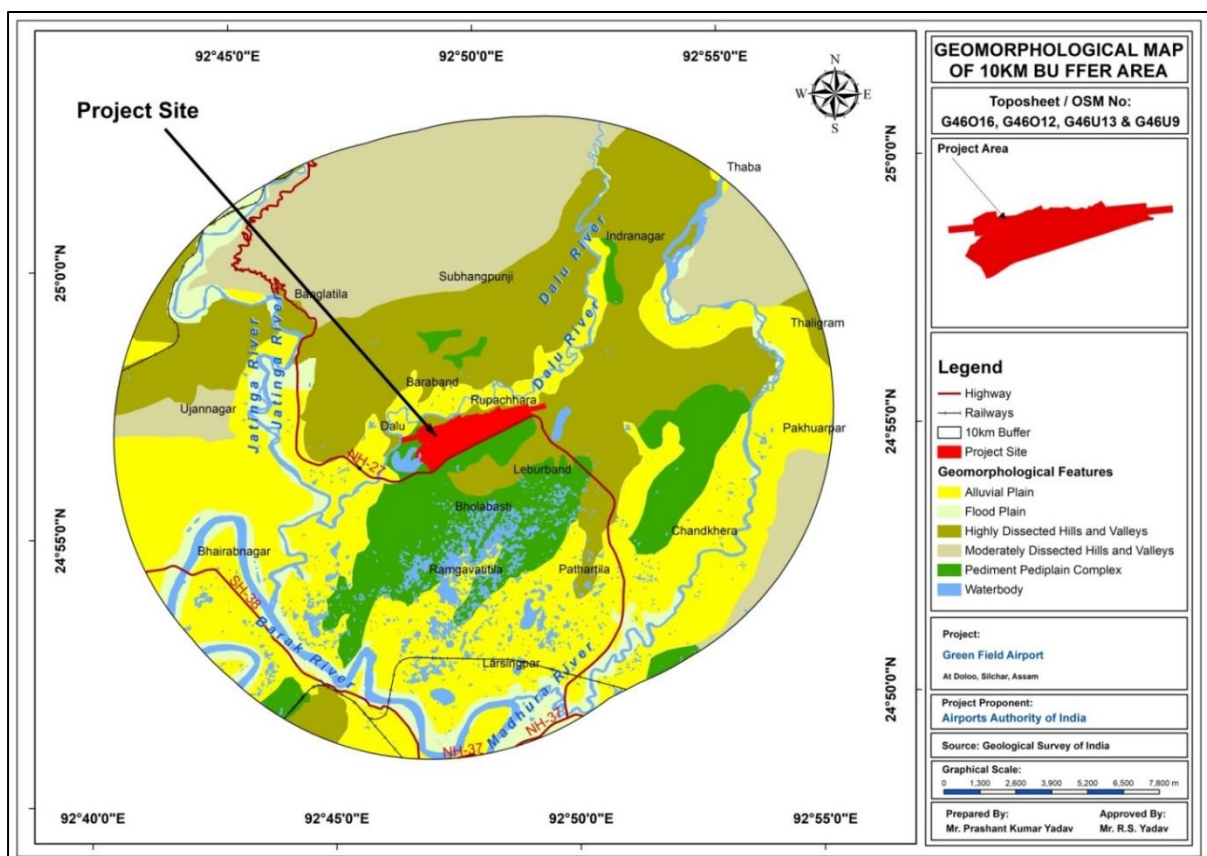 92°45'0"E
92°50'0"E
92°55'0"E
N
W
E
S
Project Site
25°0'0"N
25°0'0"N
Thaba
Indranagar
Dalu River
Subhangpunji
Banglatila
Thaligram
Jatinga River
Jatinga River
Dalu River
Baraband
Rupachhara
Ujannagar
Dalu
Pakhuarpar
24°55'0"N
NH-27
Leburband
Bholabasti
Chandkhera
24°55'0"N
Bhairabnagar
Ramgavatitila
Pathartila
SH-38
Barak River
Larsingpar
Madhura River
24°50'0"N
NH-37
NH-37
92°40'0"E
92°45'0"E
92°50'0"E
92°55'0"E
GEOMORPHOLOGICAL MAP
OF 10KM BU FFER AREA
Toposheet / OSM No:
G46O16, G46O12, G46U13 & G46U9
Project Area
Legend
Highway
Railways
10km Buffer
Project Site
Geomorphological Features
Alluvial Plain
Flood Plain
Highly Dissected Hills and Valleys
Moderately Dissected Hills and Valleys
Pediment Pediplain Complex
Waterbody
Project:
Green Field Airport
At Doloo, Silchar, Assam
Project Proponent:
Airports Authority of India
Source: Geological Survey of India
Graphical Scale:
0 1,300 2,600 3,900 5,200 6,500 7,800 m
Prepared By: Approved By:
Mr. Prashant Kumar Yadav Mr. R.S. Yadav